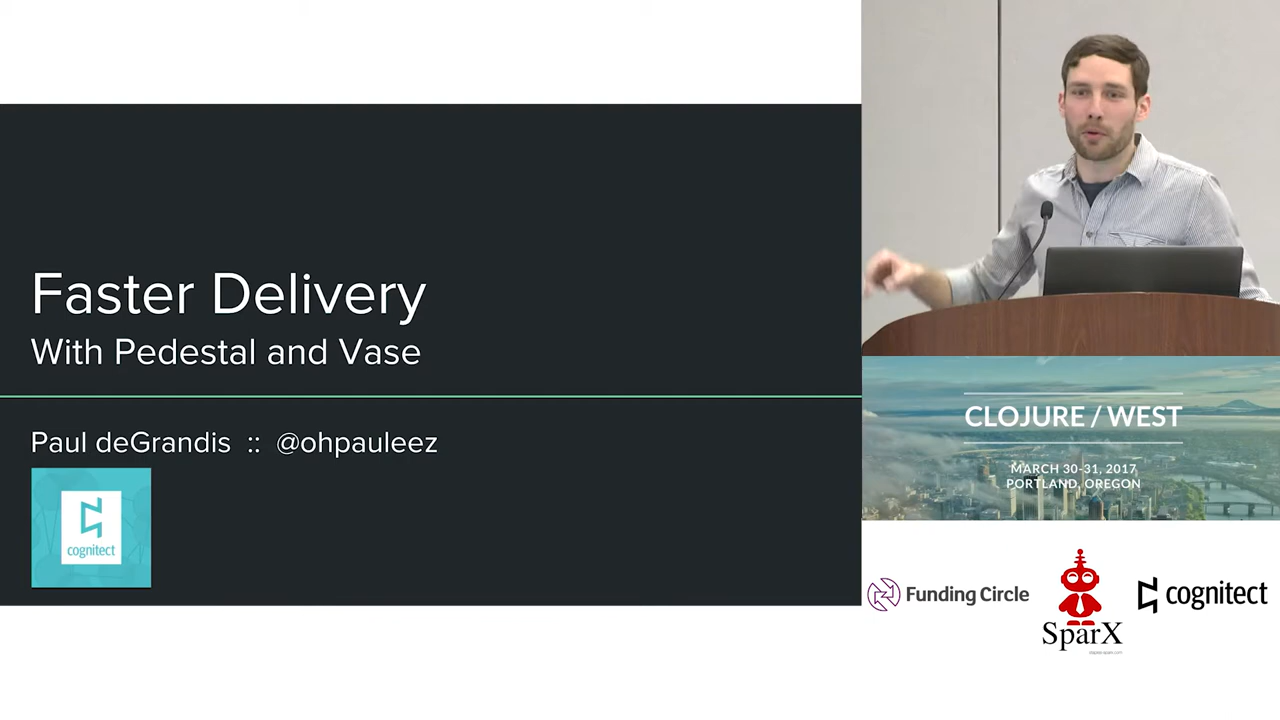 Faster Delivery
With Pedestal and Vase
Paul deGrandis :: @ohpauleez
cognitect
CLOJURE / WEST
MARCH 30-31, 2017
PORTLAND, OREGON
Funding Circle
SparX
cognitect